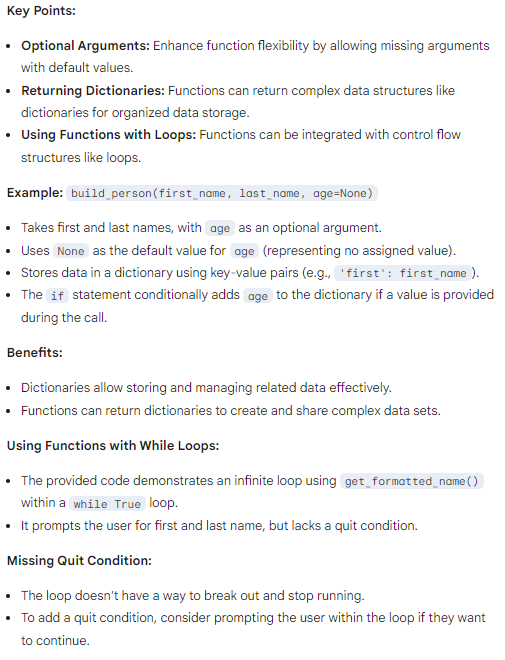 Key Points:
• Optional Arguments: Enhance function flexibility by allowing missing arguments
with default values.
• Returning Dictionaries: Functions can return complex data structures like
dictionaries for organized data storage.
• Using Functions with Loops: Functions can be integrated with control flow
structures like loops.
Example: build_person(first_name, last_name, age=None)
• Takes first and last names, with age as an optional argument.
• Uses None as the default value for age (representing no assigned value).
• Stores data in a dictionary using key-value pairs (e.g., 'first': first_name ).
• The if statement conditionally adds age to the dictionary if a value is provided
during the call.
Benefits:
• Dictionaries allow storing and managing related data effectively.
• Functions can return dictionaries to create and share complex data sets.
Using Functions with While Loops:
• The provided code demonstrates an infinite loop using get_formatted_name()
within a while True loop.
• It prompts the user for first and last name, but lacks a quit condition.
Missing Quit Condition:
• The loop doesn't have a way to break out and stop running.
• To add a quit condition, consider prompting the user within the loop if they want
to continue.